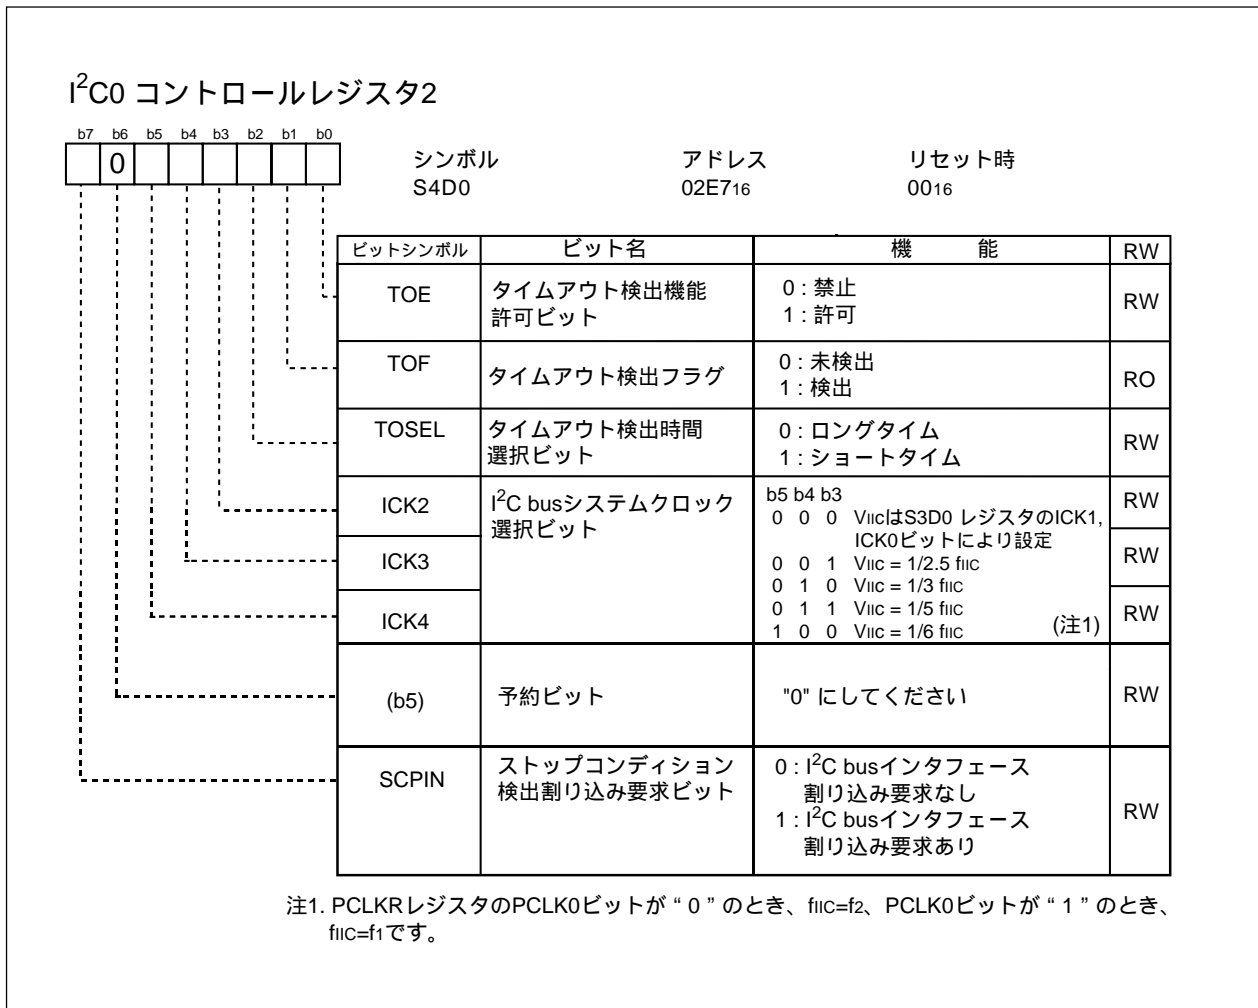 I²C0 コントロールレジスタ2
b7 b6 b5 b4 b3 b2 b1 b0
0
シンボル アドレス リセット時
S4D0 02E716 0016
ビットシンボル ビット名 機 能 RW
TOE タイムアウト検出機能 0 : 禁止 RW
許可ビット 1 : 許可
TOF タイムアウト検出フラグ 0 : 未検出 RO
1 : 検出
TOSEL タイムアウト検出時間 0 : ロングタイム RW
選択ビット 1 : ショートタイム
ICK2 I²C busシステムクロック b5 b4 b3 RW
選択ビット 0 0 0 VIICはS3D0 レジスタのICK1,
ICK0ビットにより設定
ICK3 0 0 1 VIIC = 1/2.5 fIIC RW
0 1 0 VIIC = 1/3 fIIC
ICK4 0 1 1 VIIC = 1/5 fIIC RW
1 0 0 VIIC = 1/6 fIIC (注1)
(b5) 予約ビット "0" にしてください RW
SCPIN ストップコンディション 0 : I²C busインタフェース RW
検出割り込み要求ビット 割り込み要求なし
1 : I²C busインタフェース
割り込み要求あり
注1. PCLKRレジスタのPCLK0ビットが “ 0 ” のとき、fIIC=f2、PCLK0ビットが “ 1 ” のとき、
fIIC=f1です。